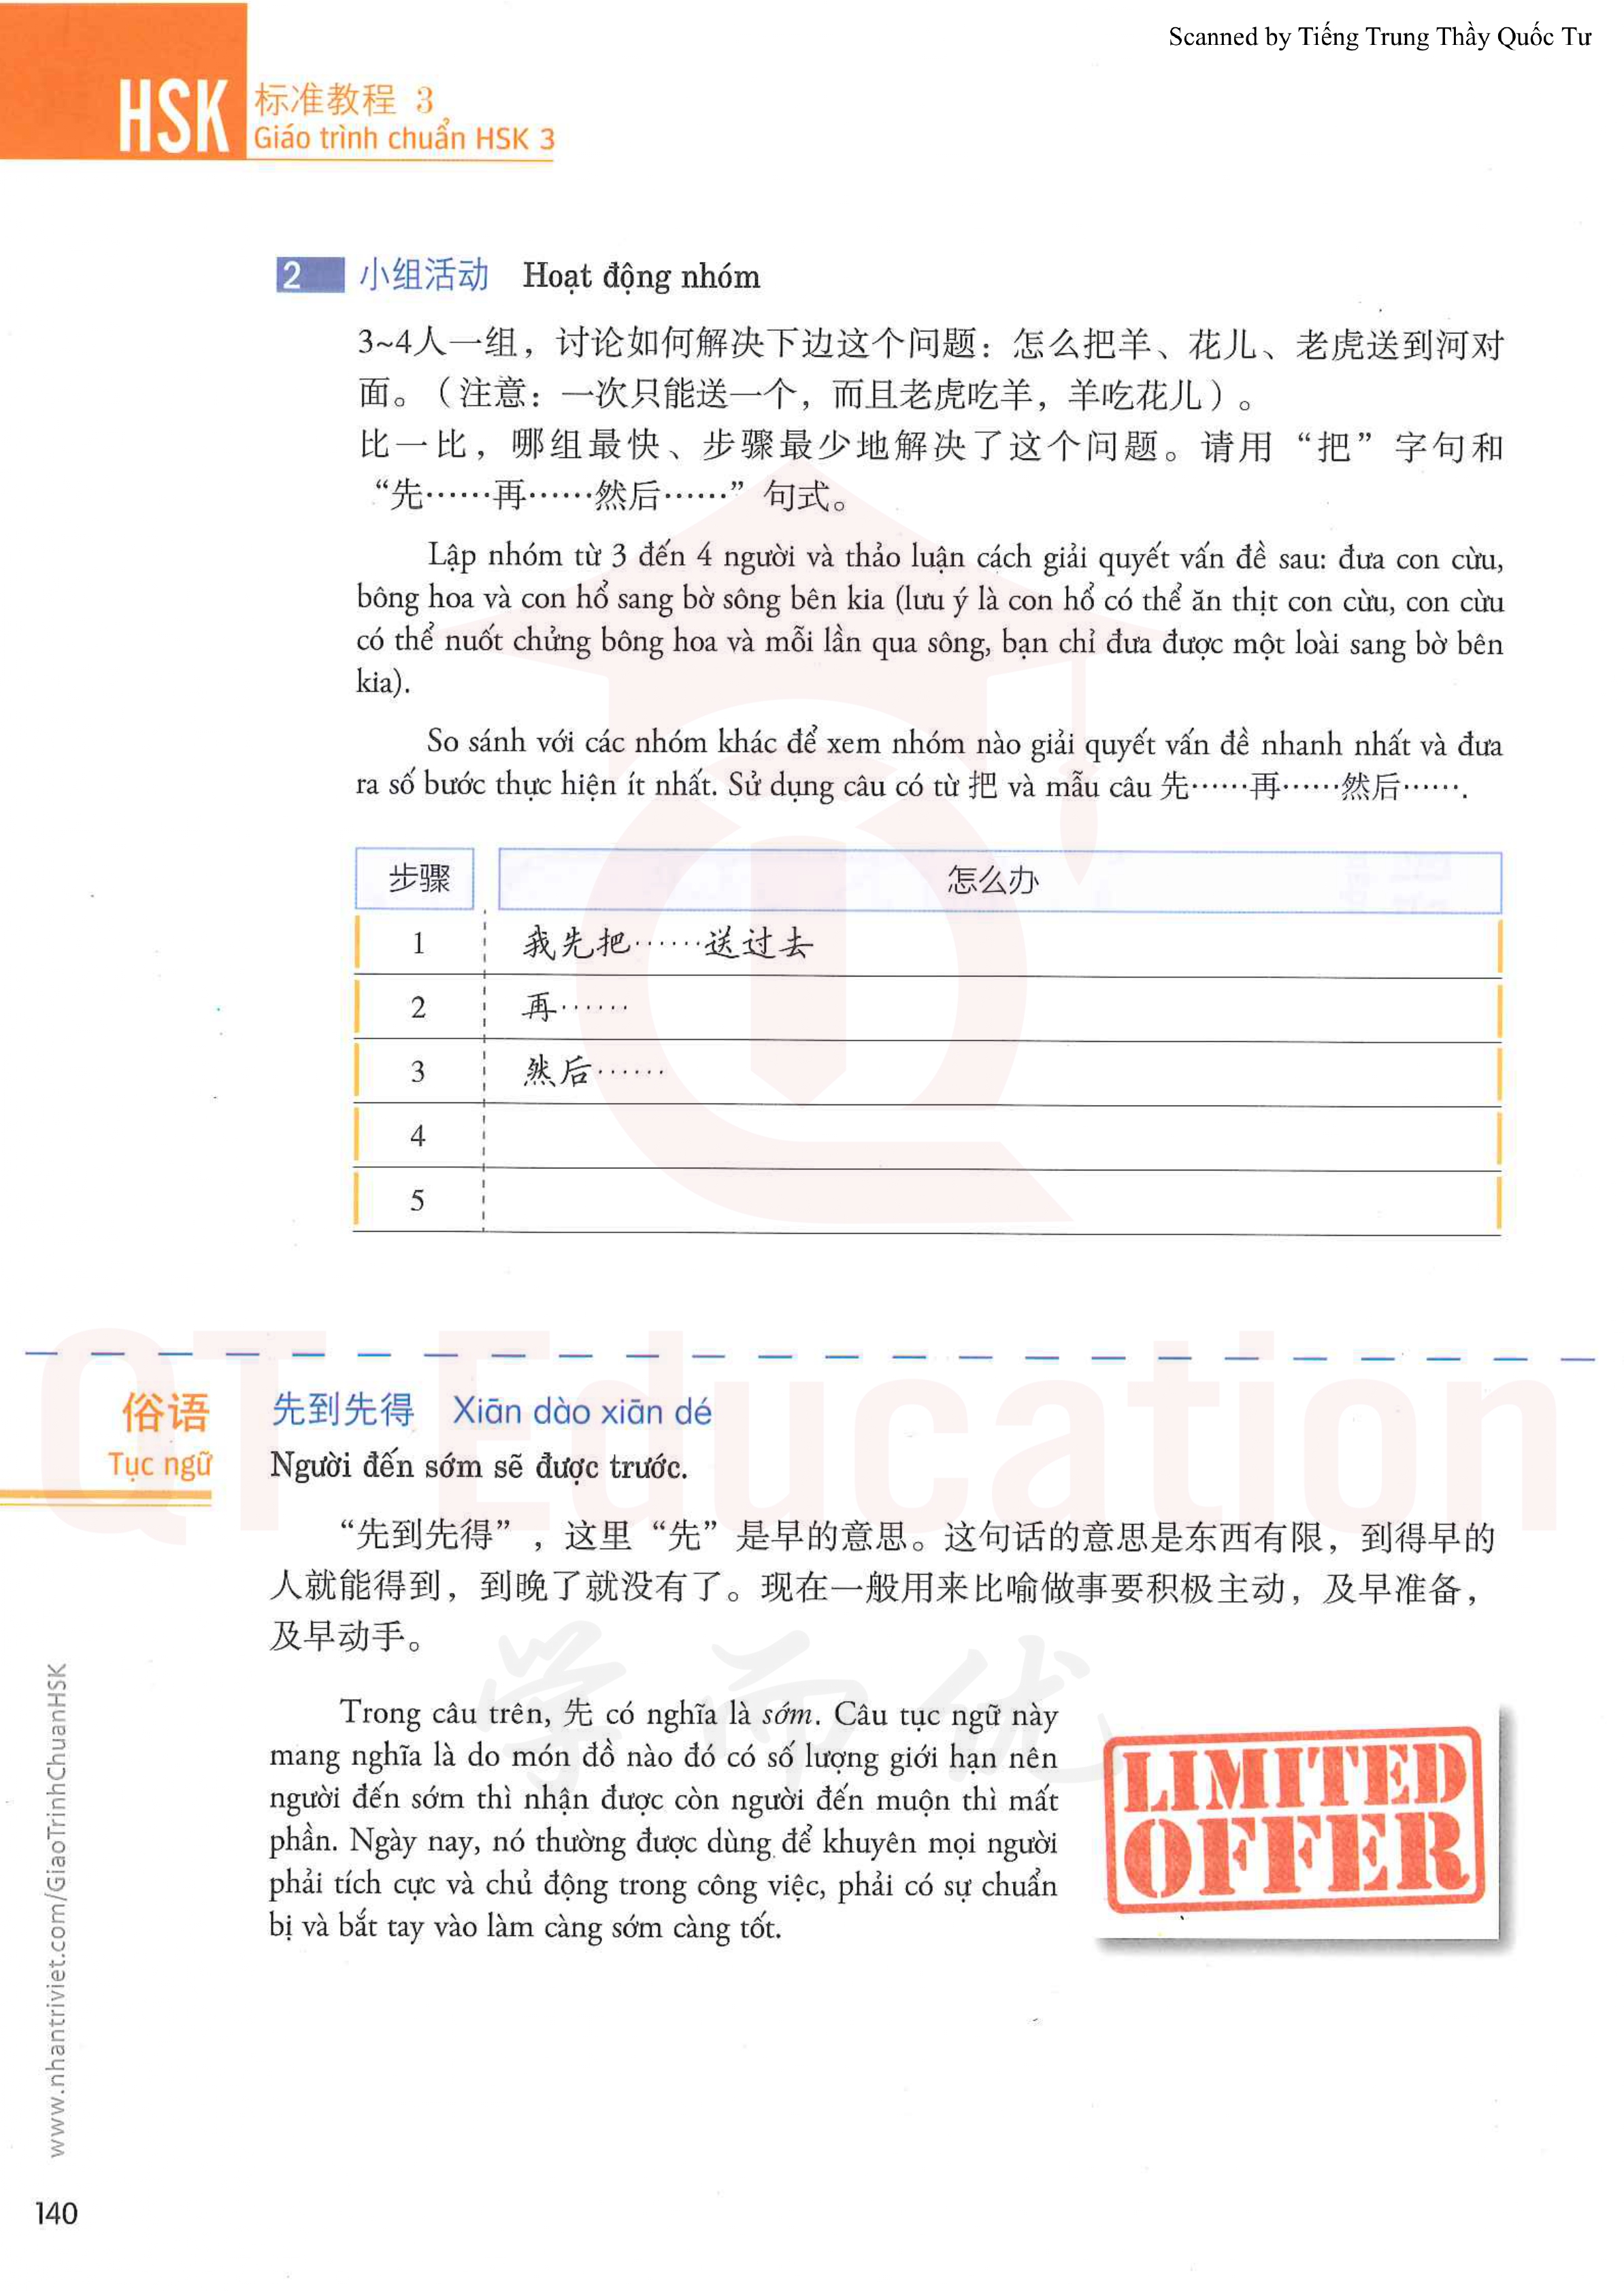 Scanned by Tiếng Trung Thầy Quốc Tư
HSK
标准教程 3
Giáo trình chuẩn HSK 3
2 小组活动 Hoạt động nhóm
3~4人一组，讨论如何解决下边这个问题：怎么把羊、花儿、老虎送到河对
面。（注意：一次只能送一个，而且老虎吃羊，羊吃花儿）。
比一比，哪组最快、步骤最少地解决了这个问题。请用“把”字句和
“先……再……然后……”句式。
Lập nhóm từ 3 đến 4 người và thảo luận cách giải quyết vấn đề sau: đưa con cừu,
bông hoa và con hổ sang bờ sông bên kia (lưu ý là con hổ có thể ăn thịt con cừu, con cừu
có thể nuốt chửng bông hoa và mỗi lần qua sông, bạn chỉ đưa được một loài sang bờ bên
kia).
So sánh với các nhóm khác để xem nhóm nào giải quyết vấn đề nhanh nhất và đưa
ra số bước thực hiện ít nhất. Sử dụng câu có từ 把 và mẫu câu 先……再……然后…….
步骤 怎么办
1 我先把……送过去
2 再……
3 然后……
4
5
QT Education
俗语
Tục ngữ
先到先得 Xiān dào xiān dé
Người đến sớm sẽ được trước.
“先到先得”，这里“先”是早的意思。这句话的意思是东西有限，到得早的
人就能得到，到晚了就没有了。现在一般用来比喻做事要积极主动，及早准备，
及早动手。
学而优
Trong câu trên, 先 có nghĩa là sớm. Câu tục ngữ này
mang nghĩa là do món đồ nào đó có số lượng giới hạn nên
người đến sớm thì nhận được còn người đến muộn thì mất
phần. Ngày nay, nó thường được dùng để khuyên mọi người
phải tích cực và chủ động trong công việc, phải có sự chuẩn
bị và bắt tay vào làm càng sớm càng tốt.
LIMITED
OFFER
www.nhantriviet.com/GiaoTrinhChuanHSK
140